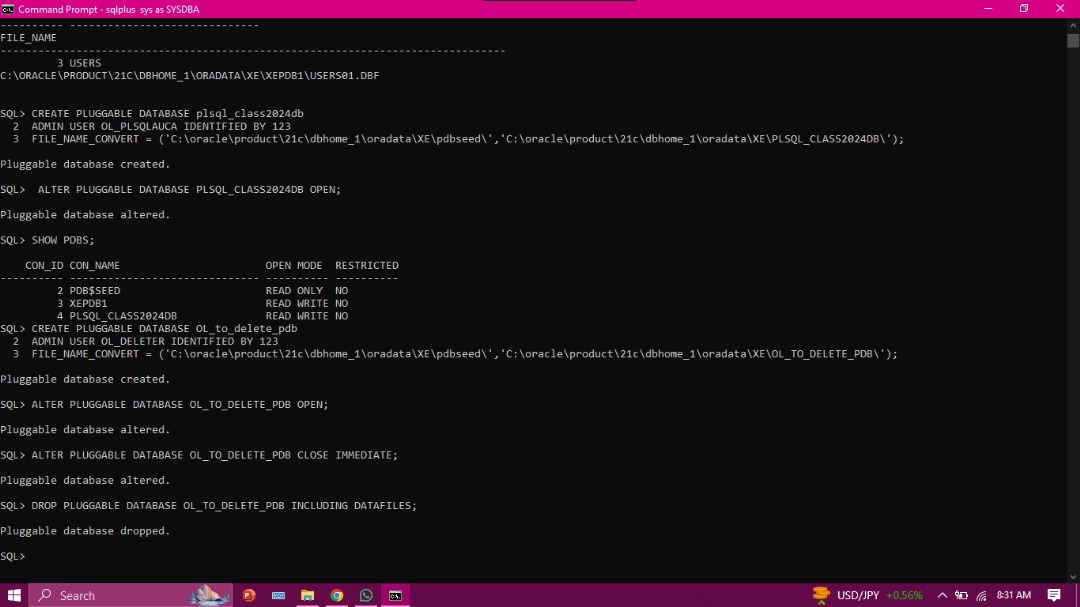 Command Prompt - sqlplus  sys as SYSDBA
---------- ------------------------------
FILE_NAME
--------------------------------------------------------------------------------
         3 USERS
C:\ORACLE\PRODUCT\21C\DBHOME_1\ORADATA\XE\XEPDB1\USERS01.DBF
SQL> CREATE PLUGGABLE DATABASE plsql_class2024db
  2  ADMIN USER OL_PLSQLAUCA IDENTIFIED BY 123
  3  FILE_NAME_CONVERT = ('C:\oracle\product\21c\dbhome_1\oradata\XE\pdbseed\','C:\oracle\product\21c\dbhome_1\oradata\XE\PLSQL_CLASS2024DB\');
Pluggable database created.
SQL>  ALTER PLUGGABLE DATABASE PLSQL_CLASS2024DB OPEN;
Pluggable database altered.
SQL> SHOW PDBS;
    CON_ID CON_NAME                       OPEN MODE  RESTRICTED
---------- ------------------------------ ---------- ----------
         2 PDB$SEED                       READ ONLY  NO
         3 XEPDB1                         READ WRITE NO
         4 PLSQL_CLASS2024DB              READ WRITE NO
SQL> CREATE PLUGGABLE DATABASE OL_to_delete_pdb
  2  ADMIN USER OL_DELETER IDENTIFIED BY 123
  3  FILE_NAME_CONVERT = ('C:\oracle\product\21c\dbhome_1\oradata\XE\pdbseed\','C:\oracle\product\21c\dbhome_1\oradata\XE\OL_TO_DELETE_PDB\');
Pluggable database created.
SQL> ALTER PLUGGABLE DATABASE OL_TO_DELETE_PDB OPEN;
Pluggable database altered.
SQL> ALTER PLUGGABLE DATABASE OL_TO_DELETE_PDB CLOSE IMMEDIATE;
Pluggable database altered.
SQL> DROP PLUGGABLE DATABASE OL_TO_DELETE_PDB INCLUDING DATAFILES;
Pluggable database dropped.
SQL>
Search USD/JPY +0.56% 8:31 AM